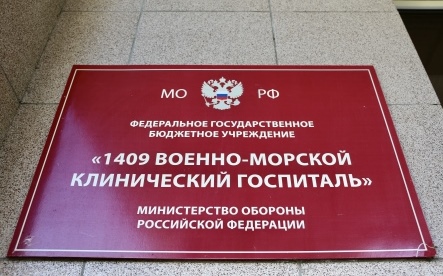 МО РФ
ФЕДЕРАЛЬНОЕ ГОСУДАРСТВЕННОЕ
БЮДЖЕТНОЕ УЧРЕЖДЕНИЕ
«1409 ВОЕННО-МОРСКОЙ
КЛИНИЧЕСКИЙ ГОСПИТАЛЬ»
МИНИСТЕРСТВО ОБОРОНЫ
РОССИЙСКОЙ ФЕДЕРАЦИИ